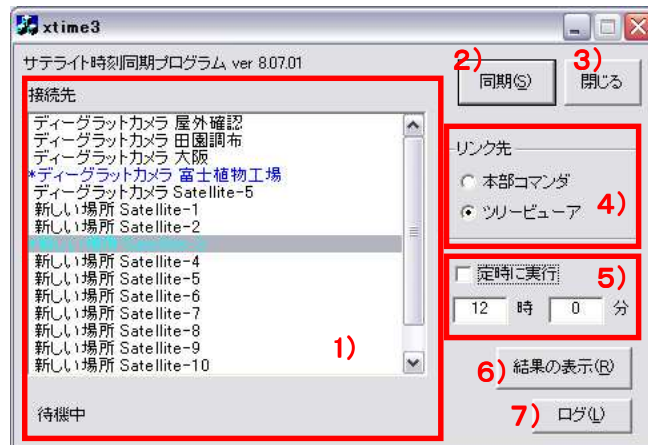 xtime3
サテライト時刻同期プログラム ver 8.07.01
2)
3)
同期(S)
閉じる
接続先
ディーグラットカメラ 屋外確認
ディーグラットカメラ 田園調布
ディーグラットカメラ 大阪
*ディーグラットカメラ 富士植物工場
ディーグラットカメラ Satellite-5
新しい場所 Satellite-1
新しい場所 Satellite-2
新しい場所 Satellite-4
新しい場所 Satellite-5
新しい場所 Satellite-6
新しい場所 Satellite-7
新しい場所 Satellite-8
新しい場所 Satellite-9
新しい場所 Satellite-10
1)
待機中
リンク先
本部コマンダ
ツリービューア
4)
定時に実行
5)
12 時 0 分
6)
結果の表示(R)
7)
ログ(L)